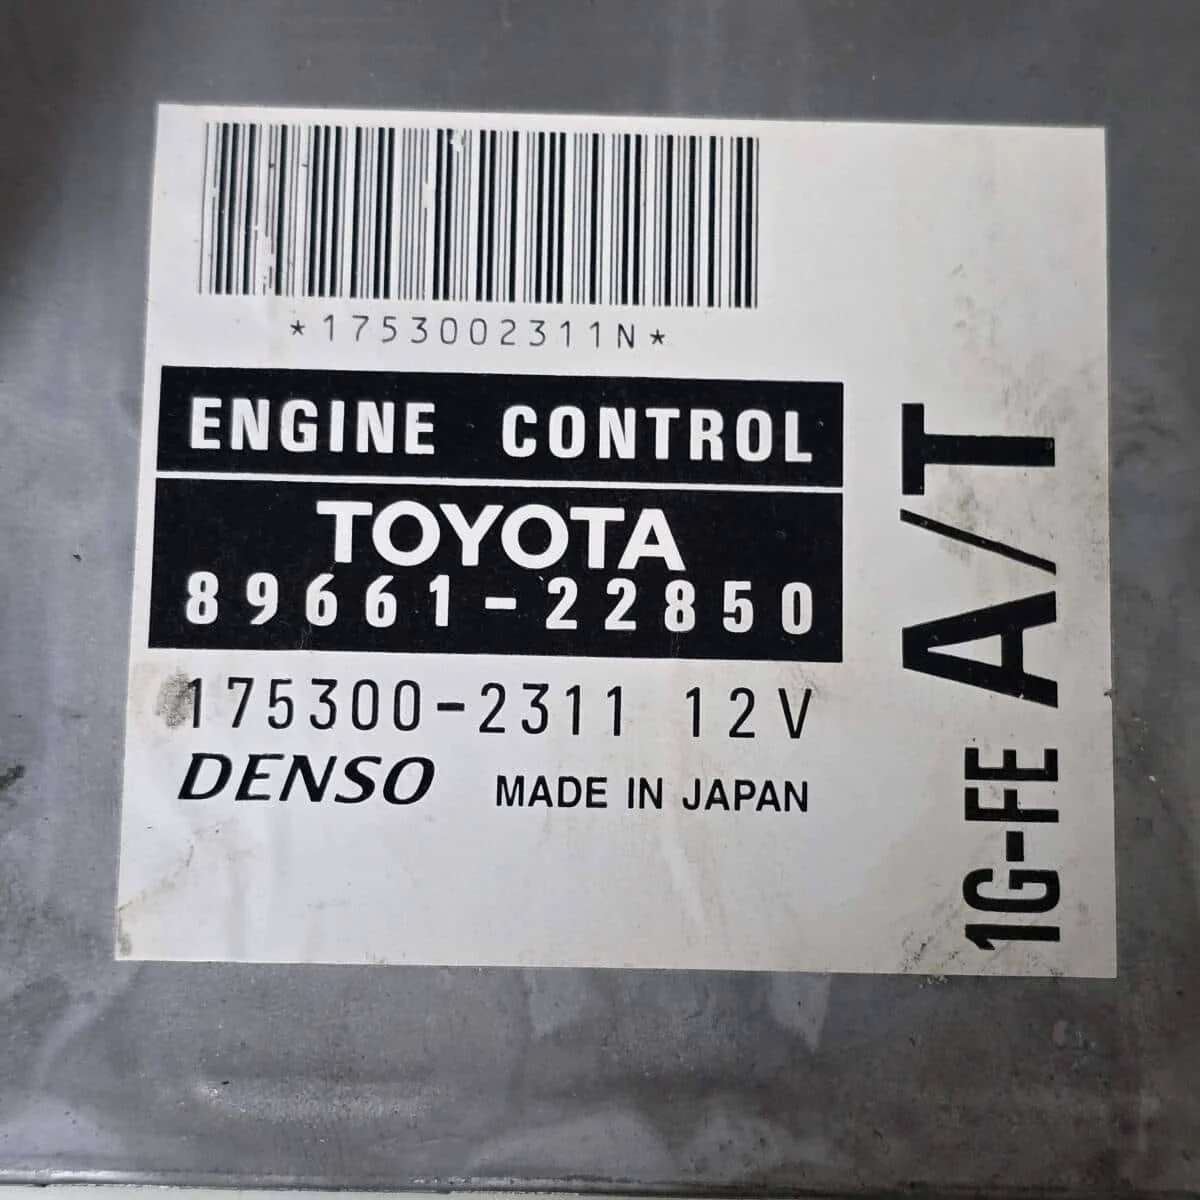 *1753002311N*
ENGINE CONTROL
TOYOTA
89661-22850
175300-2311 12V
DENSO MADE IN JAPAN
1G-FE A/T